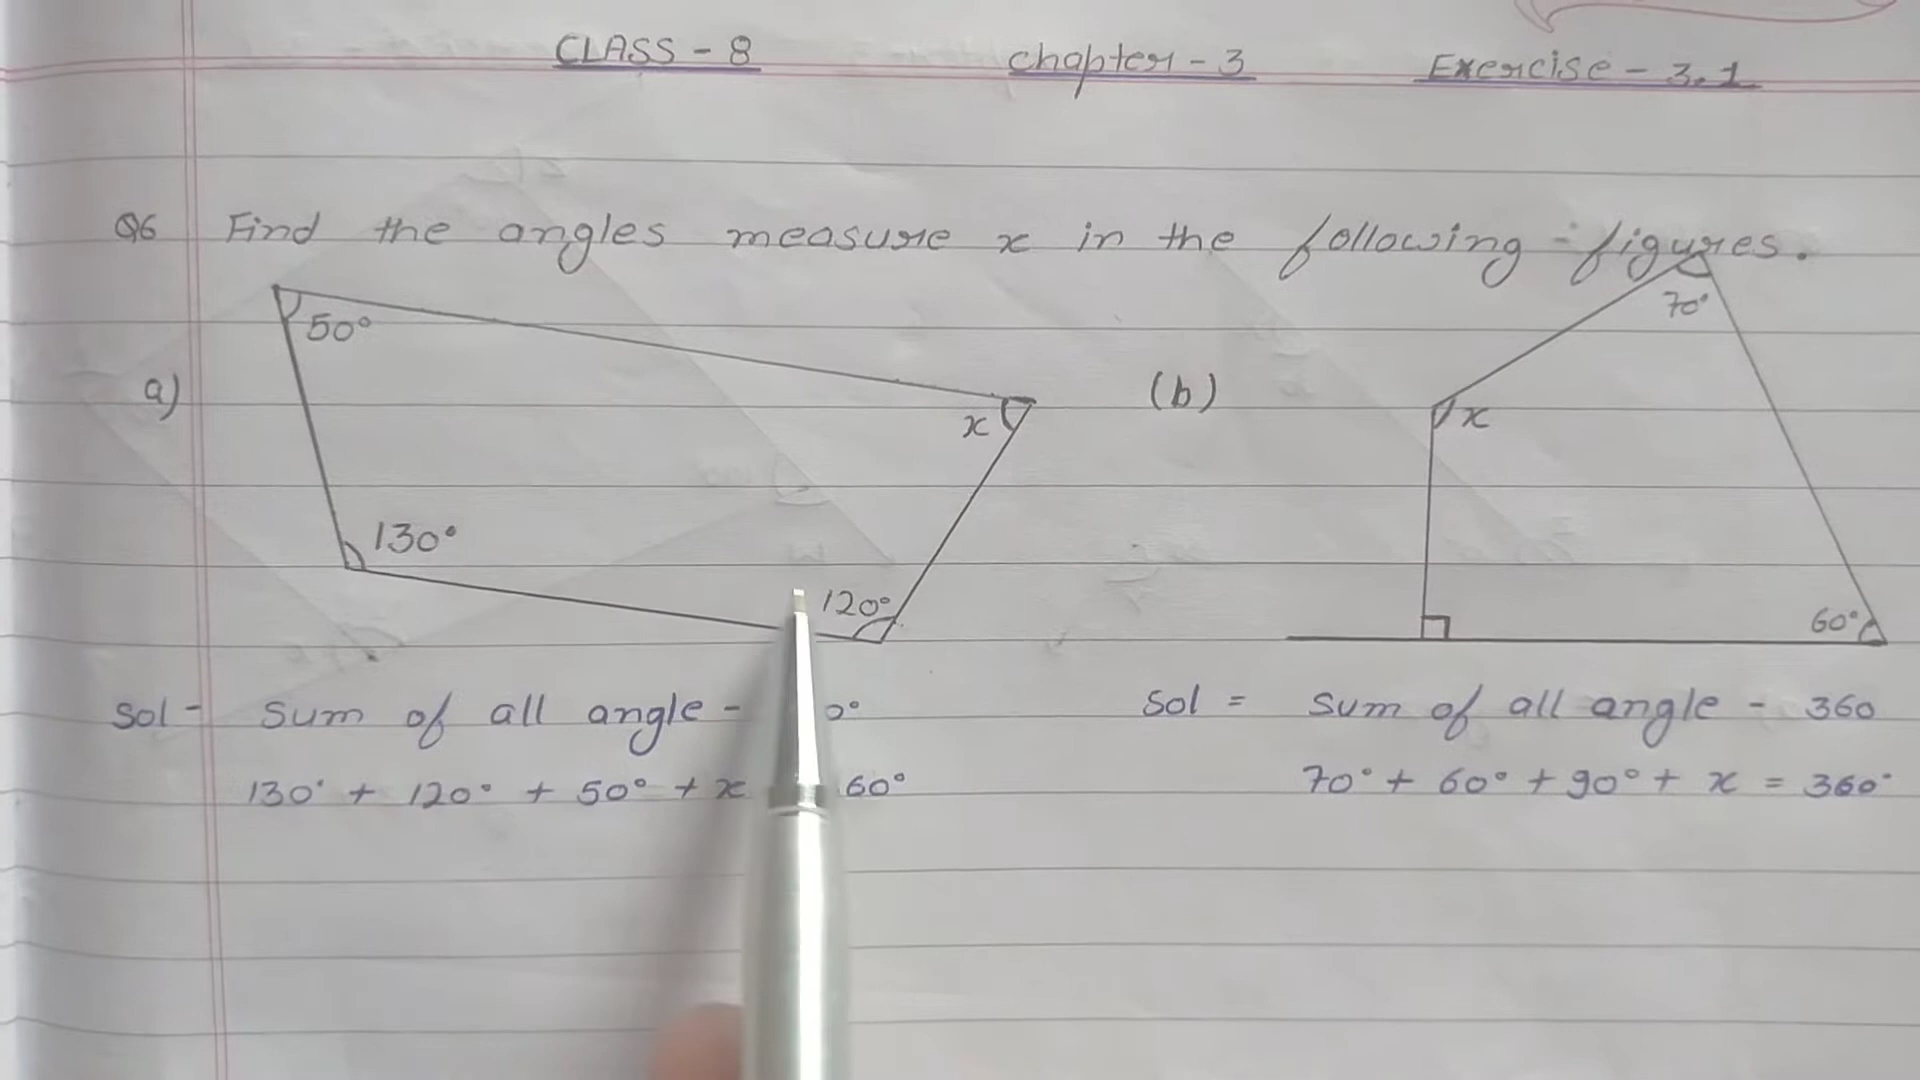 CLASS - 8 Chapter - 3 Exercise - 3.1
Q6 Find the angles measure x in the following - figures.
a) 50° x 130° 120°
(b) 70° x 60°
Sol - Sum of all angle - 0°
130° + 120° + 50° + x 60°
Sol = Sum of all angle - 360
70° + 60° + 90° + x = 360°